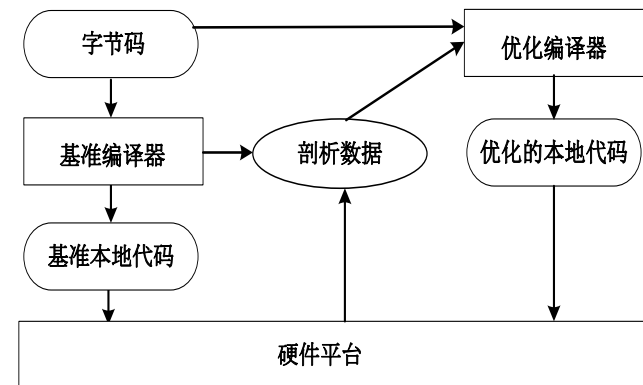 字节码
优化编译器
基准编译器
剖析数据
优化的本地代码
基准本地代码
硬件平台